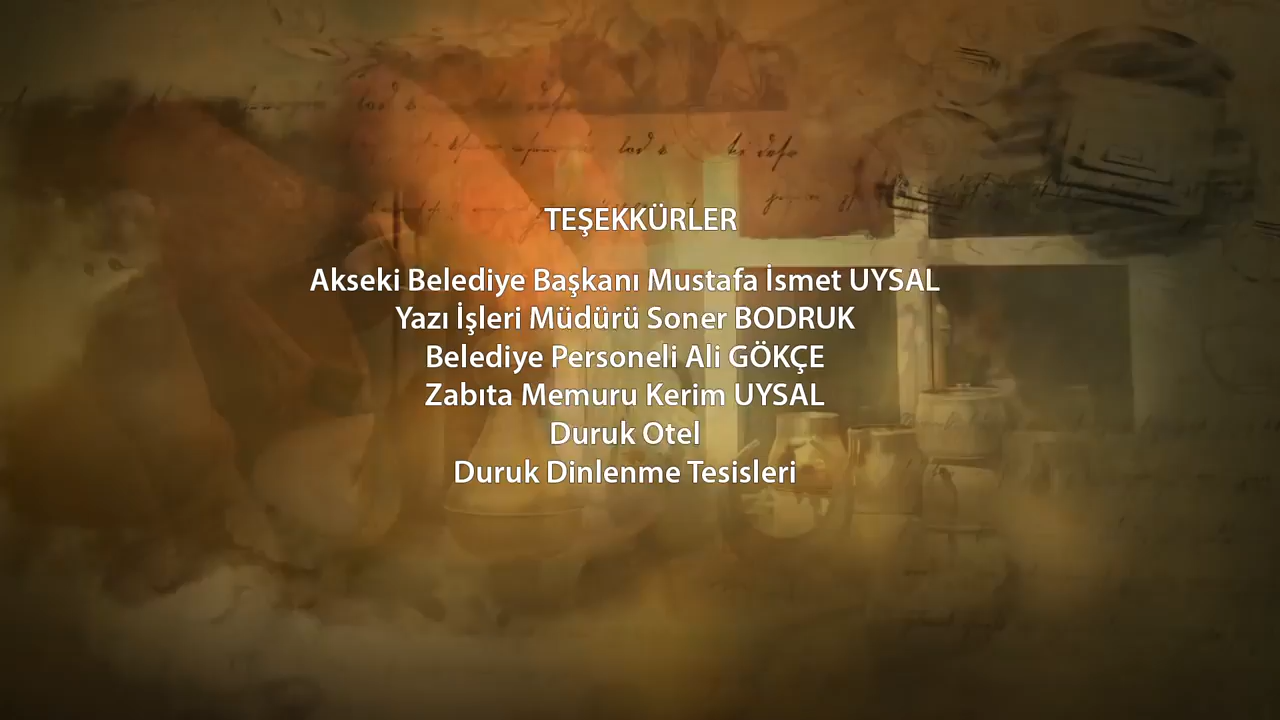 TEŞEKKÜRLER
Akseki Belediye Başkanı Mustafa İsmet UYSAL
Yazı İşleri Müdürü Soner BODRUK
Belediye Personeli Ali GÖKÇE
Zabıta Memuru Kerim UYSAL
Duruk Otel
Duruk Dinlenme Tesisleri